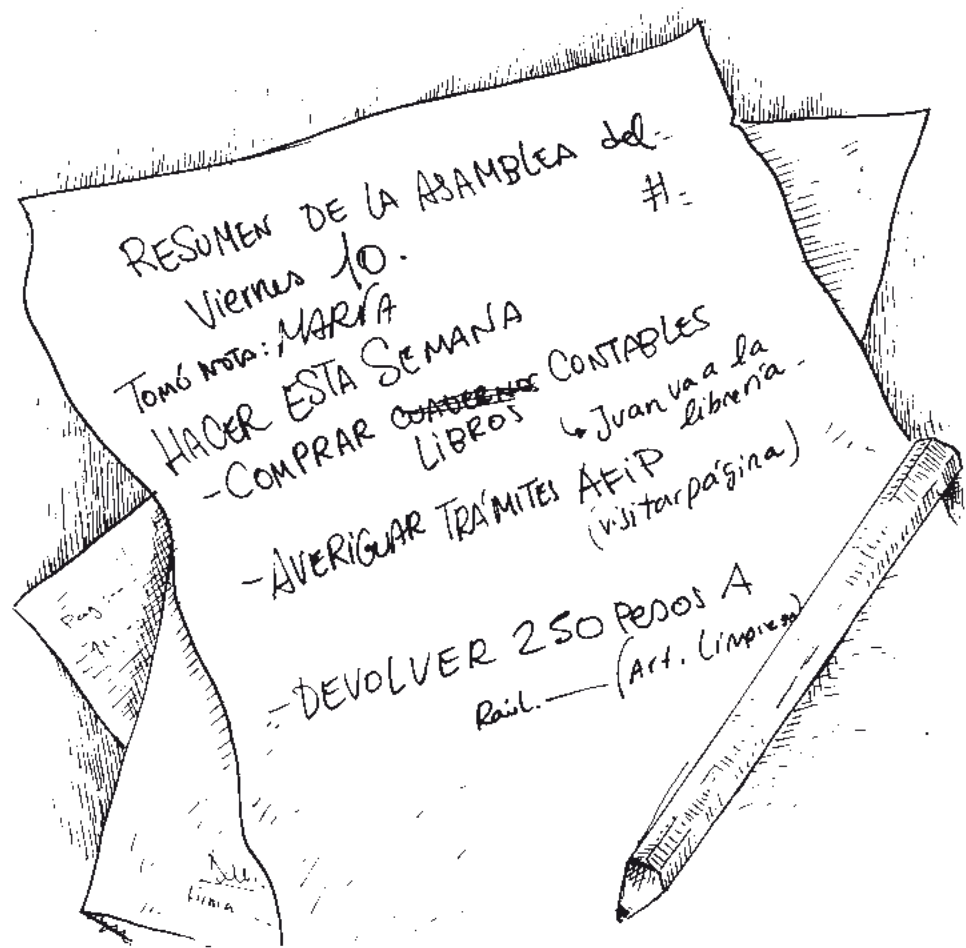 RESUMEN DE LA ASAMBLEA del
Viernes 10.
TOMÓ NOTA: MARÍA
HACER ESTA SEMANA
- COMPRAR CUADERNOS CONTABLES
LIBROS
↳ Juan va a la
librería.
- AVERIGUAR TRÁMITES AFIP
(visitar página)
- DEVOLVER 250 PESOS A
Raúl. — (Art. Limpieza)
firma